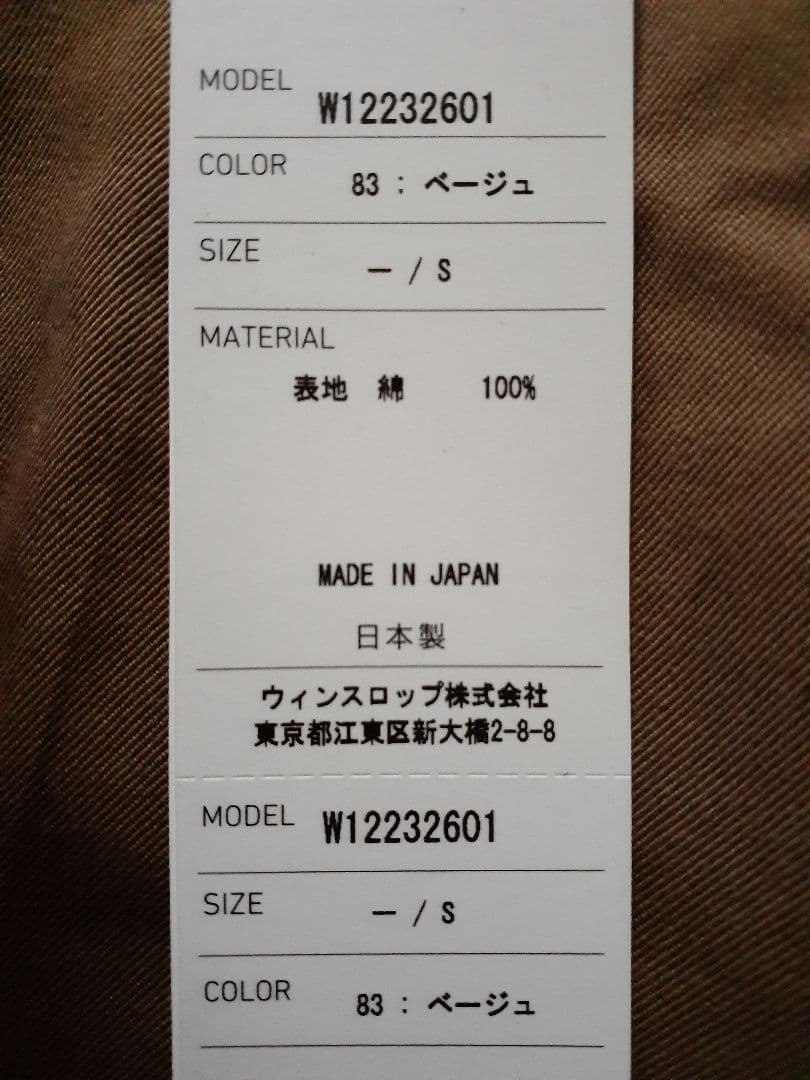 MODEL W12232601
COLOR 83 : ベージュ
SIZE － / S
MATERIAL
表地 綿 100%
MADE IN JAPAN
日本製
ウィンスロップ株式会社
東京都江東区新大橋2-8-8
MODEL W12232601
SIZE － / S
COLOR 83 : ベージュ